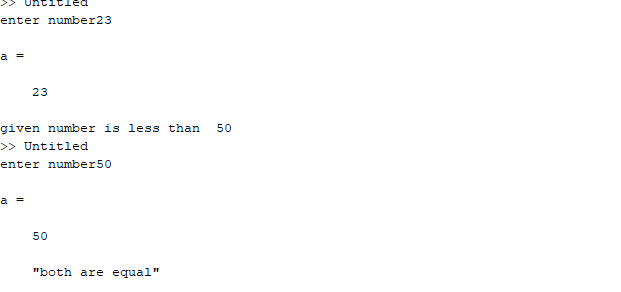 >> Untitled
enter number23
a =
23
given number is less than  50
>> Untitled
enter number50
a =
50
"both are equal"